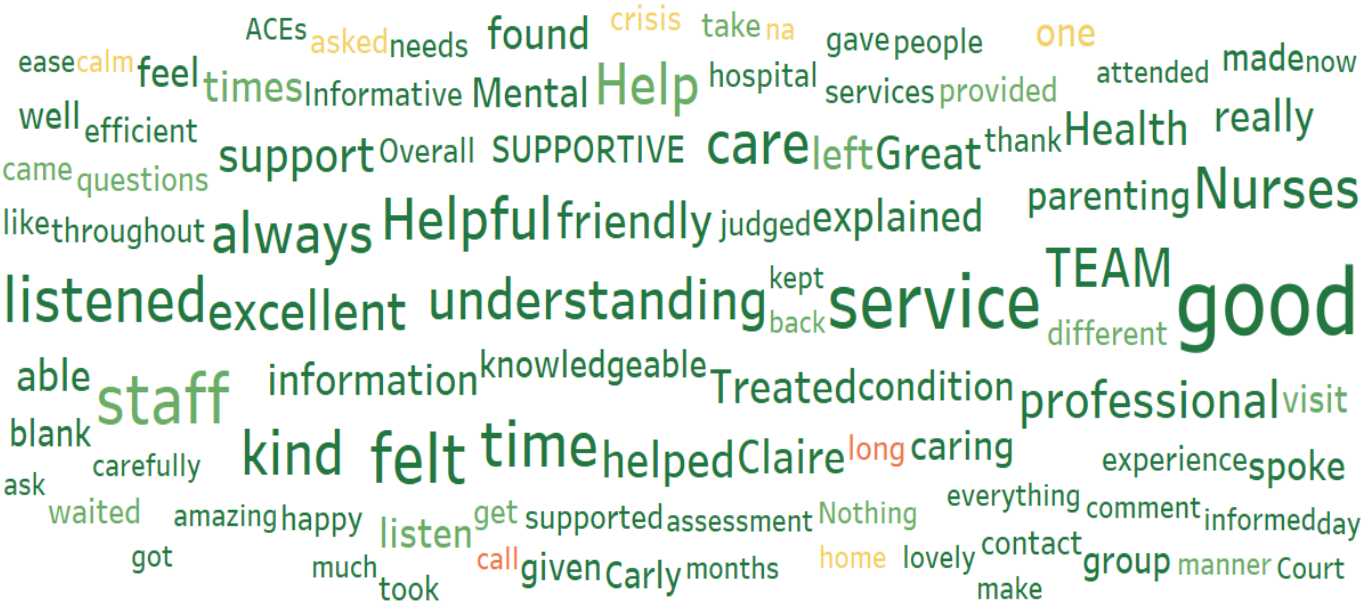 ACEs asked needs found crisis take na gave people one
ease calm feel times Informative Mental Help hospital services provided attended made now
well efficient support Overall SUPPORTIVE care left Great thank Health really
came questions
like throughout always Helpful friendly judged explained parenting Nurses
listened excellent understanding kept back service TEAM different good
able staff information knowledgeable Treated condition professional visit
blank carefully kind felt time helped Claire long caring experience spoke
ask waited amazing happy listen get supported assessment Nothing everything comment informed day
got much took call given Carly months home lovely contact make group manner Court